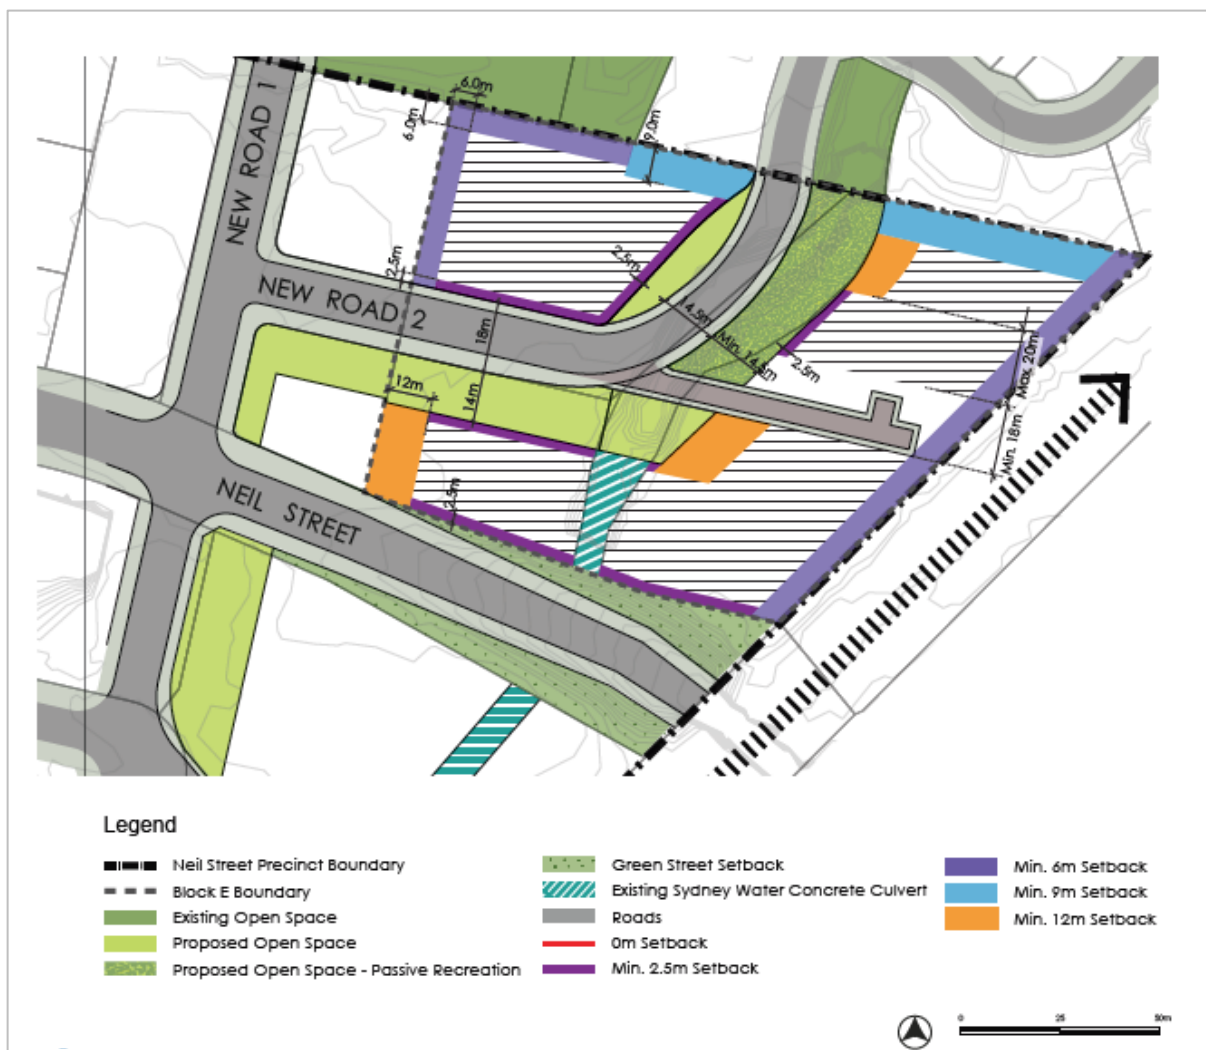 6.0m
6.0m
9.0m
NEW ROAD 1
2.5m
2.5m
NEW ROAD 2
18m
14.5m
Min. 14.5m
2.5m
Max. 20m
12m
14m
Min. 18m
2.5m
NEIL STREET
Legend
Neil Street Precinct Boundary
Block E Boundary
Existing Open Space
Proposed Open Space
Proposed Open Space - Passive Recreation
Green Street Setback
Existing Sydney Water Concrete Culvert
Roads
0m Setback
Min. 2.5m Setback
Min. 6m Setback
Min. 9m Setback
Min. 12m Setback
0 25 50m